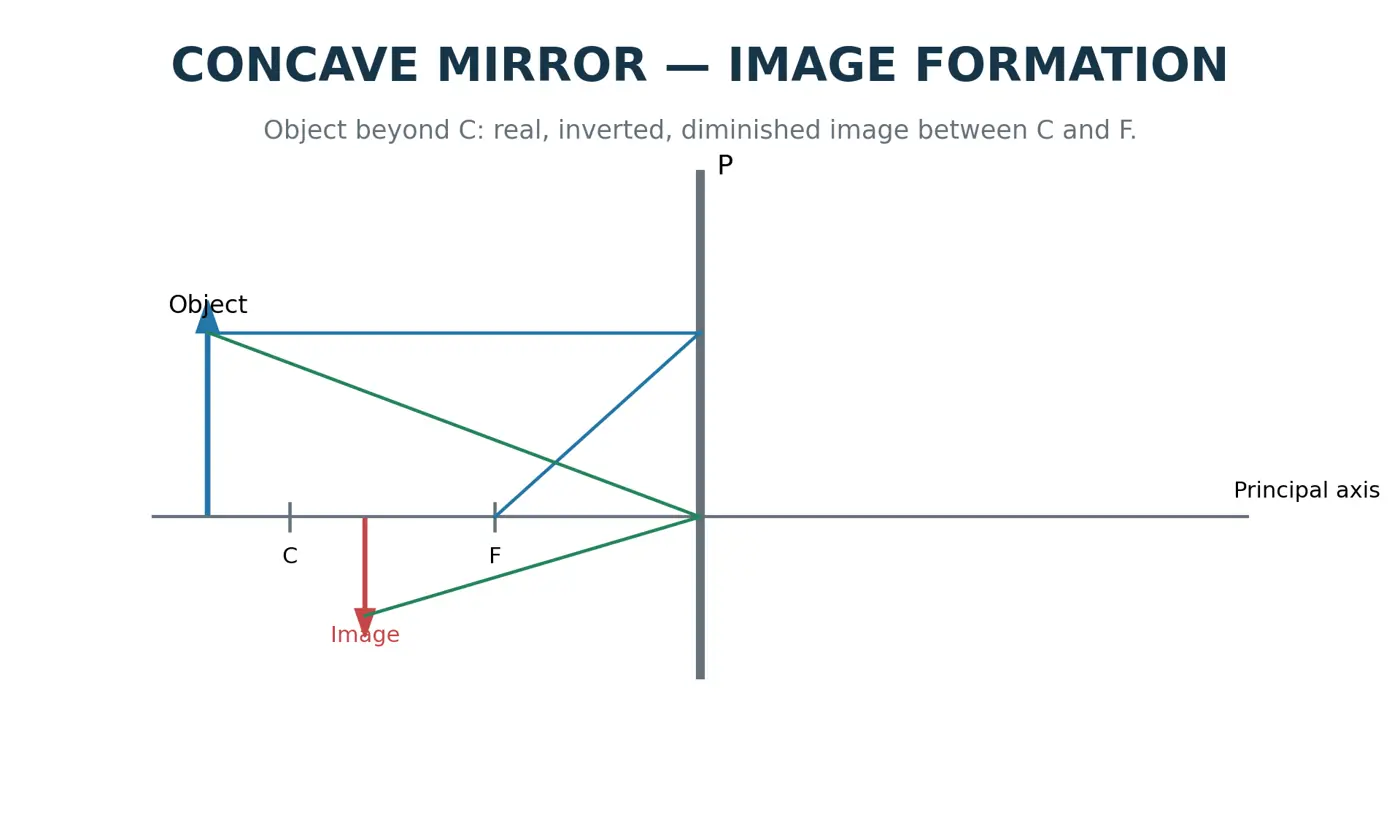 CONCAVE MIRROR — IMAGE FORMATION
Object beyond C: real, inverted, diminished image between C and F.
P
Object
Principal axis
C
F
Image